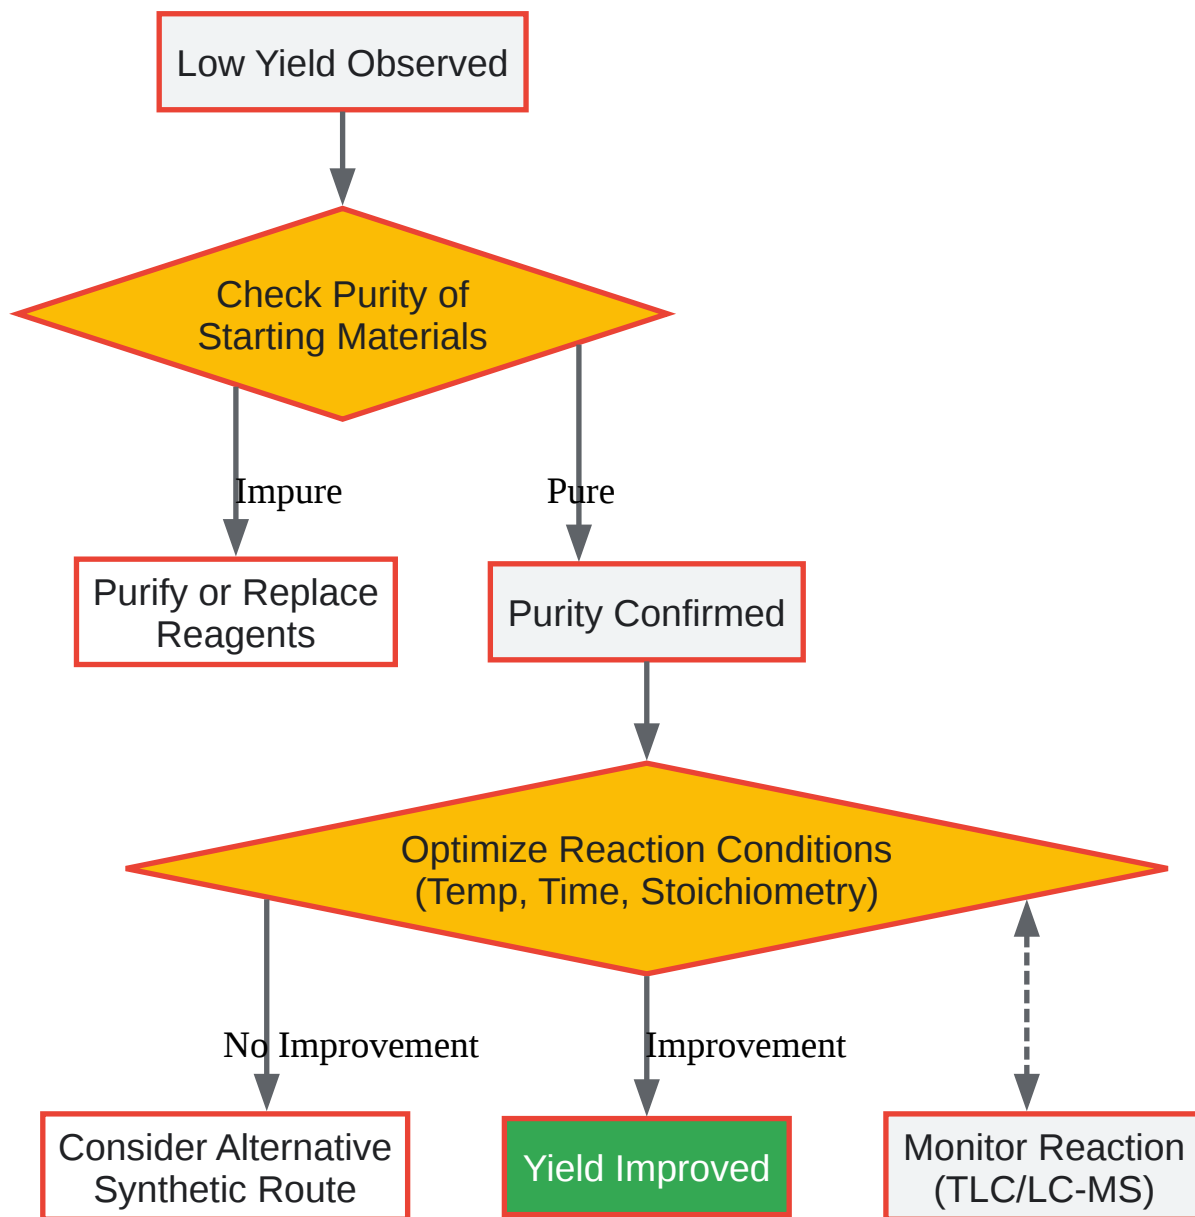 Low Yield Observed
Check Purity of
Starting Materials
Impure
Pure
Purify or Replace
Reagents
Purity Confirmed
Optimize Reaction Conditions
(Temp, Time, Stoichiometry)
No Improvement
Improvement
Consider Alternative
Synthetic Route
Yield Improved
Monitor Reaction
(TLC/LC-MS)